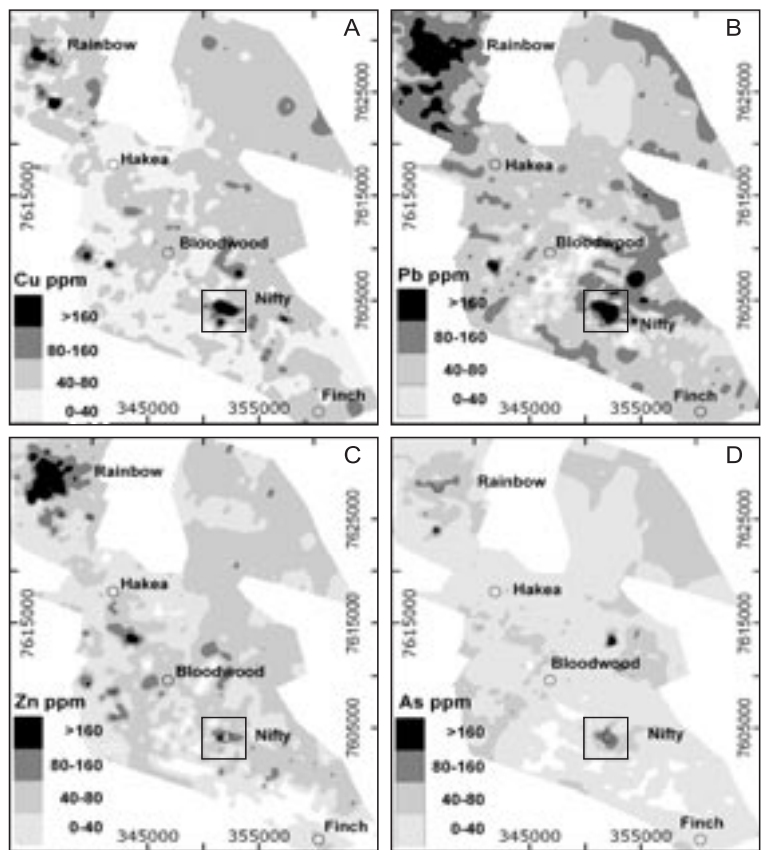 A
Rainbow
7625000
Hakea
7615000
7615000
Bloodwood
Cu ppm
Nifty
7605000
>160
80-160
40-80
0-40
Finch
345000 355000
B
Rainbow
7625000
Hakea
7615000
7615000
Bloodwood
Pb ppm
7605000
>160
Nifty
80-160
40-80
0-40
Finch
345000 355000
C
Rainbow
7625000
Hakea
7615000
7615000
Bloodwood
Zn ppm
Nifty
7605000
>160
80-160
40-80
0-40
Finch
345000 355000
D
Rainbow
7625000
Hakea
7615000
7615000
Bloodwood
As ppm
Nifty
7605000
>160
80-160
40-80
0-40
Finch
345000 355000